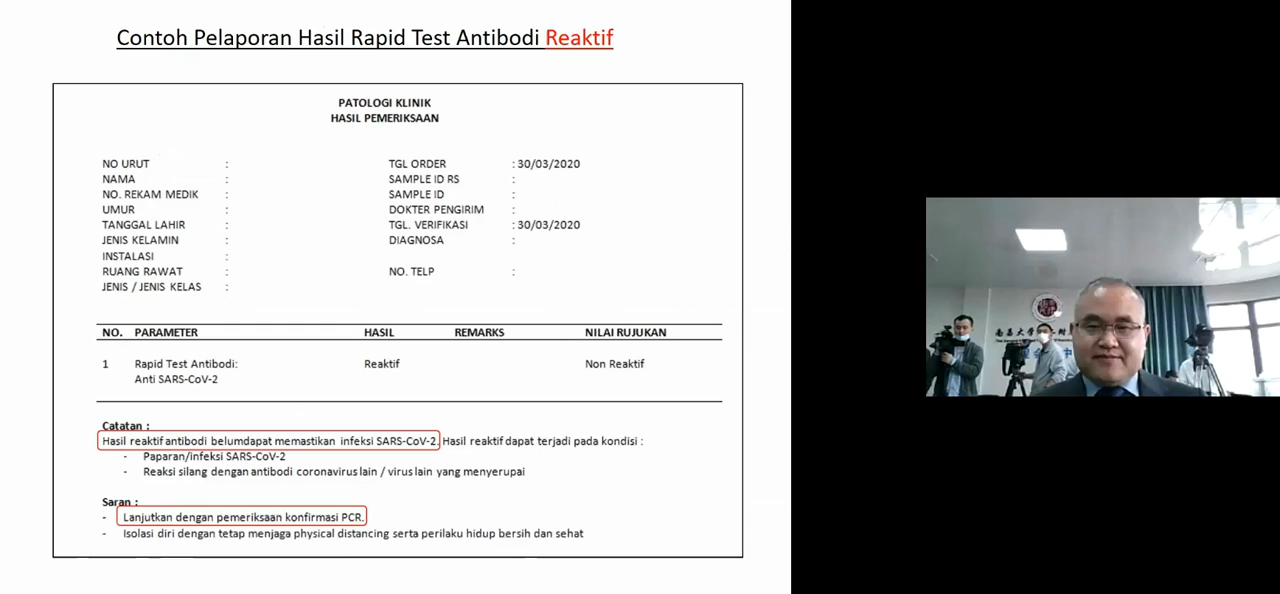 Contoh Pelaporan Hasil Rapid Test Antibodi Reaktif
PATOLOGI KLINIK
HASIL PEMERIKSAAN
NO URUT :
NAMA :
NO. REKAM MEDIK :
UMUR :
TANGGAL LAHIR :
JENIS KELAMIN :
INSTALASI :
RUANG RAWAT :
JENIS / JENIS KELAS :
TGL ORDER : 30/03/2020
SAMPLE ID RS :
SAMPLE ID :
DOKTER PENGIRIM :
TGL. VERIFIKASI : 30/03/2020
DIAGNOSA :
NO. TELP :
NO. PARAMETER HASIL REMARKS NILAI RUJUKAN
1 Rapid Test Antibodi: Reaktif Non Reaktif
Anti SARS-CoV-2
Catatan :
Hasil reaktif antibodi belumdapat memastikan infeksi SARS-CoV-2. Hasil reaktif dapat terjadi pada kondisi :
- Paparan/infeksi SARS-CoV-2
- Reaksi silang dengan antibodi coronavirus lain / virus lain yang menyerupai
Saran :
- Lanjutkan dengan pemeriksaan konfirmasi PCR.
- Isolasi diri dengan tetap menjaga physical distancing serta perilaku hidup bersih dan sehat
南昌大学